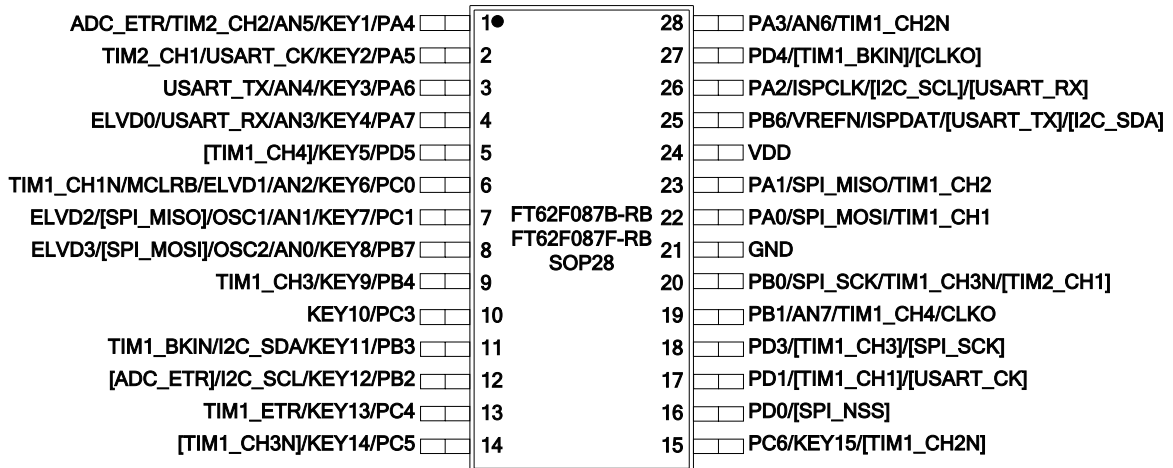 ADC_ETR/TIM2_CH2/AN5/KEY1/PA4 1 28 PA3/AN6/TIM1_CH2N
TIM2_CH1/USART_CK/KEY2/PA5 2 27 PD4/[TIM1_BKIN]/[CLKO]
USART_TX/AN4/KEY3/PA6 3 26 PA2/ISPCLK/[I2C_SCL]/[USART_RX]
ELVD0/USART_RX/AN3/KEY4/PA7 4 25 PB6/VREFN/ISPDAT/[USART_TX]/[I2C_SDA]
[TIM1_CH4]/KEY5/PD5 5 24 VDD
TIM1_CH1N/MCLRB/ELVD1/AN2/KEY6/PC0 6 23 PA1/SPI_MISO/TIM1_CH2
ELVD2/[SPI_MISO]/OSC1/AN1/KEY7/PC1 7 FT62F087B-RB 22 PA0/SPI_MOSI/TIM1_CH1
FT62F087F-RB
ELVD3/[SPI_MOSI]/OSC2/AN0/KEY8/PB7 8 SOP28 21 GND
TIM1_CH3/KEY9/PB4 9 20 PB0/SPI_SCK/TIM1_CH3N/[TIM2_CH1]
KEY10/PC3 10 19 PB1/AN7/TIM1_CH4/CLKO
TIM1_BKIN/I2C_SDA/KEY11/PB3 11 18 PD3/[TIM1_CH3]/[SPI_SCK]
[ADC_ETR]/I2C_SCL/KEY12/PB2 12 17 PD1/[TIM1_CH1]/[USART_CK]
TIM1_ETR/KEY13/PC4 13 16 PD0/[SPI_NSS]
[TIM1_CH3N]/KEY14/PC5 14 15 PC6/KEY15/[TIM1_CH2N]